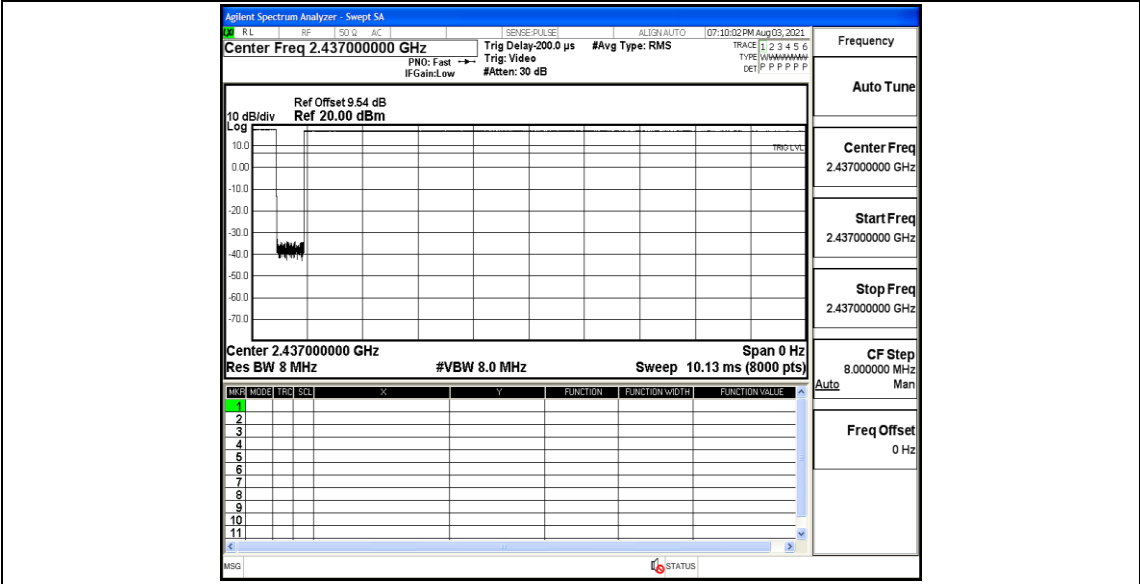 Agilent Spectrum Analyzer - Swept SA
RL RF 50 Ω AC SENSE:PULSE ALIGN AUTO 07:10:02 PM Aug 03, 2021
Center Freq 2.437000000 GHz
PNO: Fast
IFGain:Low
Trig Delay-200.0 µs
Trig: Video
#Atten: 30 dB
#Avg Type: RMS
TRACE 1 2 3 4 5 6
TYPE WWWWWW
DET P P P P P P
Ref Offset 9.54 dB
10 dB/div Ref 20.00 dBm
Log
10.0
TRIG LVL
0.00
-10.0
-20.0
-30.0
-40.0
-50.0
-60.0
-70.0
Center 2.437000000 GHz Span 0 Hz
Res BW 8 MHz #VBW 8.0 MHz Sweep 10.13 ms (8000 pts)
MKR MODE TRC SCL X Y FUNCTION FUNCTION WIDTH FUNCTION VALUE
1
2
3
4
5
6
7
8
9
10
11
MSG STATUS
Frequency
Auto Tune
Center Freq
2.437000000 GHz
Start Freq
2.437000000 GHz
Stop Freq
2.437000000 GHz
CF Step
8.000000 MHz
Auto Man
Freq Offset
0 Hz